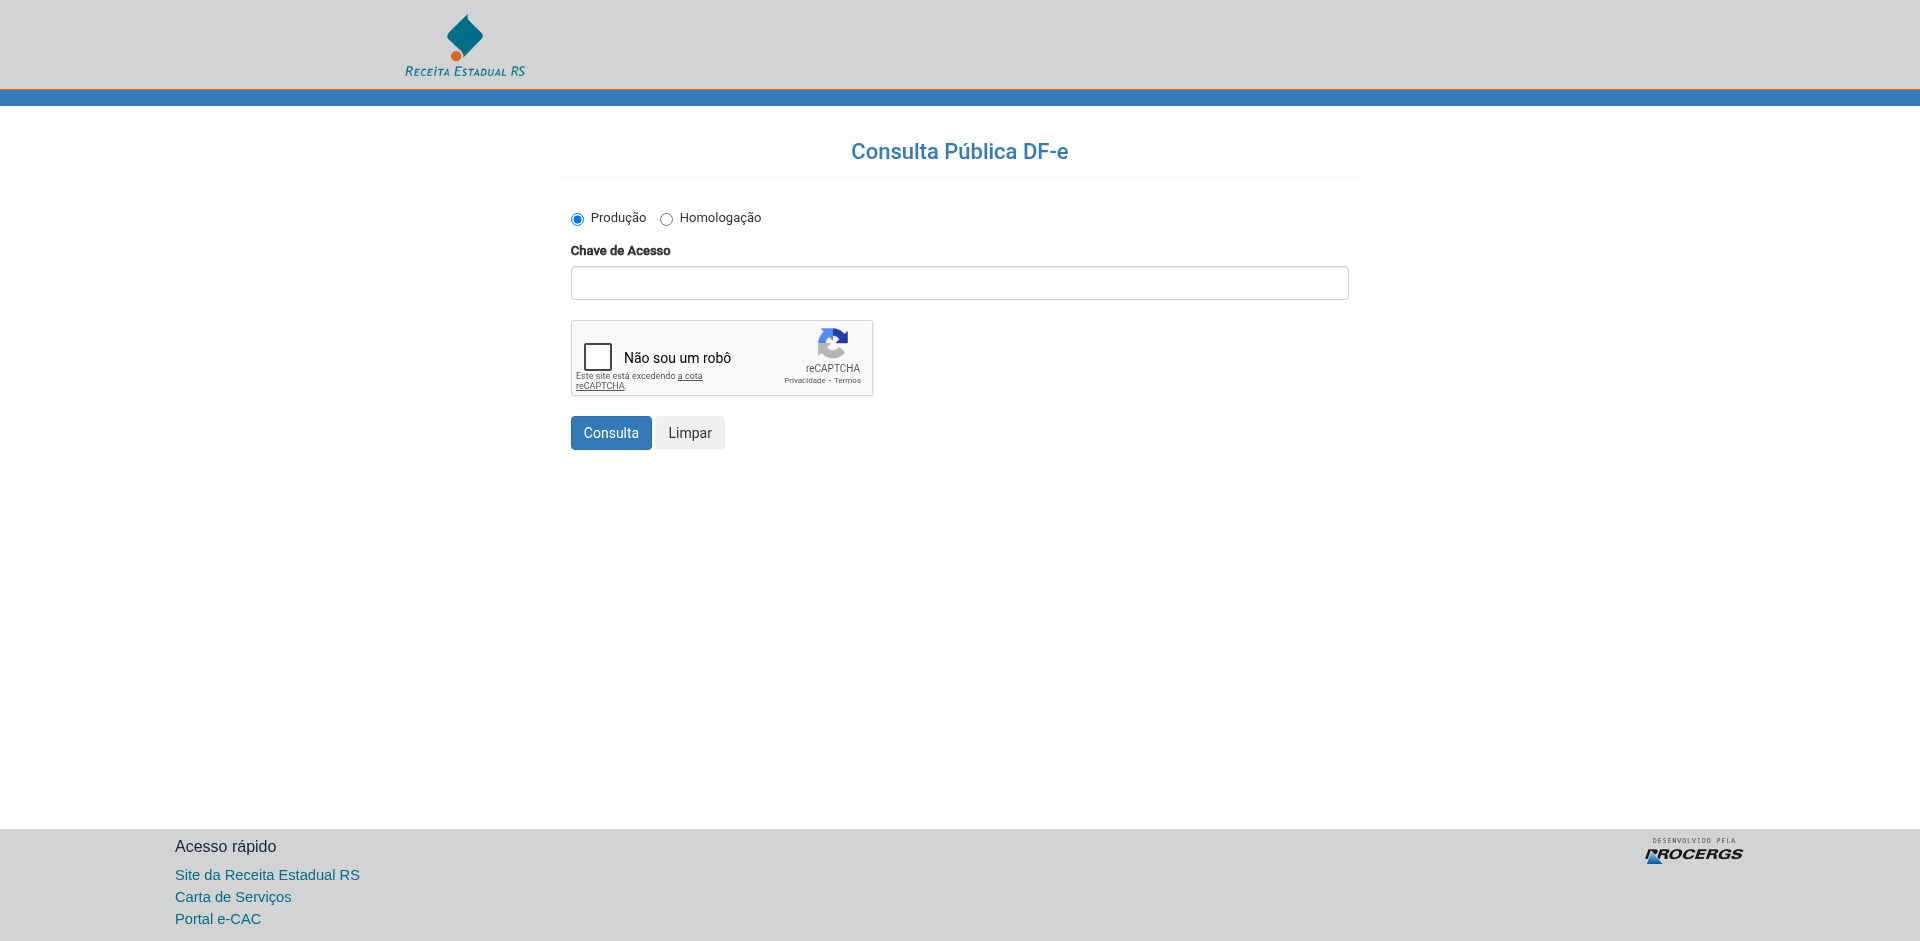 RECEITA ESTADUAL RS
Consulta Pública DF-e
Produção Homologação
Chave de Acesso
Não sou um robô
Este site está excedendo a cota
reCAPTCHA.
reCAPTCHA
Privacidade - Termos
Consulta Limpar
Acesso rápido
Site da Receita Estadual RS
Carta de Serviços
Portal e-CAC
DESENVOLVIDO PELA
PROCERGS